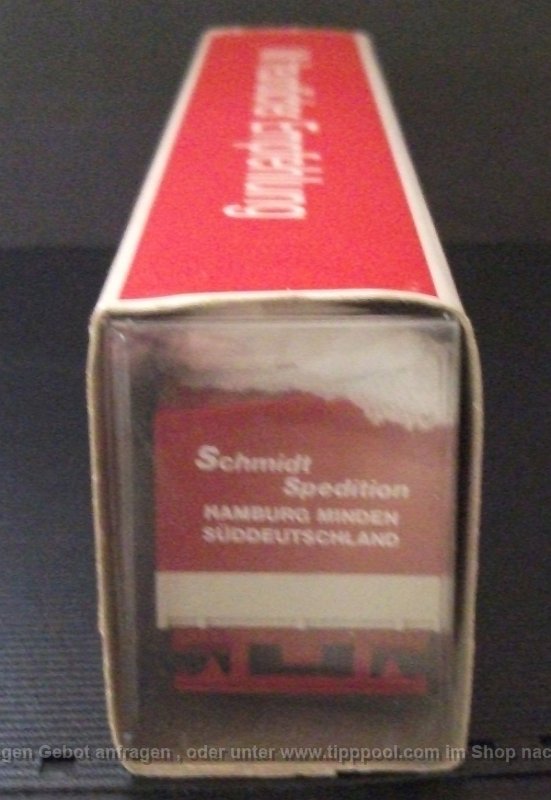 Schmidt
Spedition
HAMBURG MINDEN
SÜDDEUTSCHLAND
gen Gebot anfragen , oder unter www.tipppool.com im Shop nac